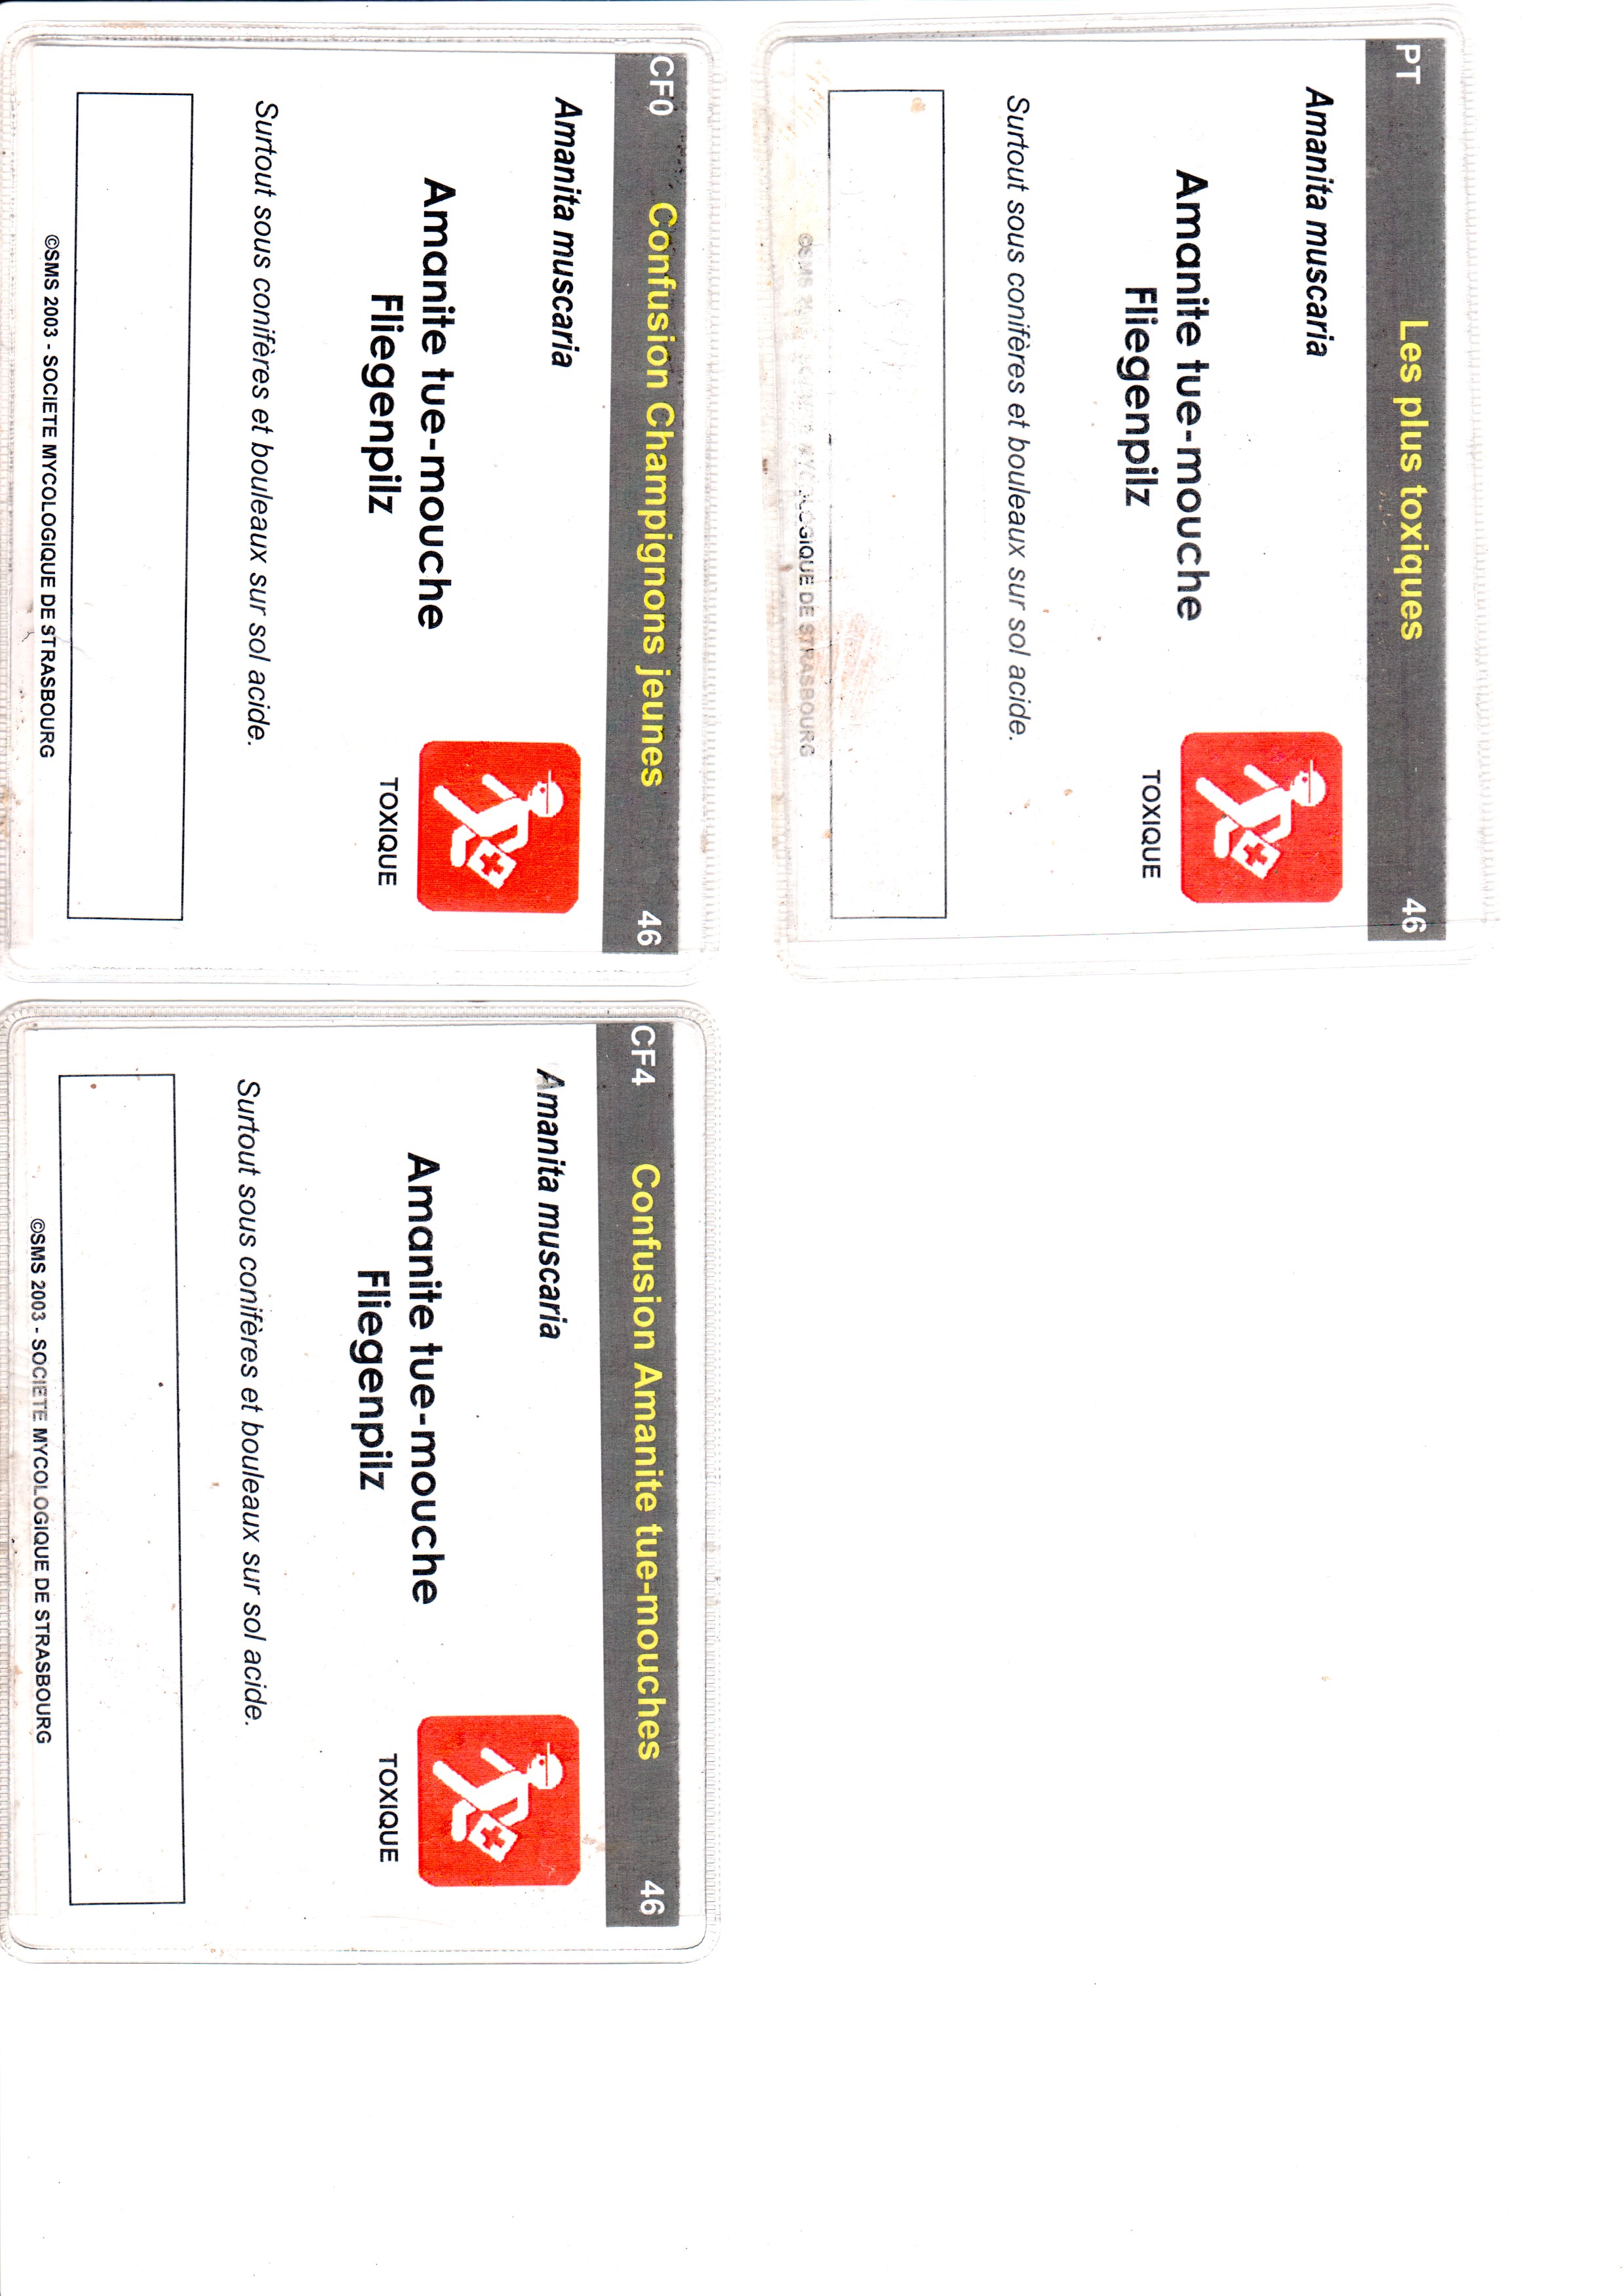 PT Les plus toxiques 46
Amanita muscaria
Amanite tue-mouche
Fliegenpilz
TOXIQUE
Surtout sous conifères et bouleaux sur sol acide.
©SMS MYCOLOGIQUE DE STRASBOURG
CF0 Confusion Champignons jeunes 46
Amanita muscaria
Amanite tue-mouche
Fliegenpilz
TOXIQUE
Surtout sous conifères et bouleaux sur sol acide.
©SMS 2003 - SOCIETE MYCOLOGIQUE DE STRASBOURG
CF4 Confusion Amanite tue-mouches 46
Amanita muscaria
Amanite tue-mouche
Fliegenpilz
TOXIQUE
Surtout sous conifères et bouleaux sur sol acide.
©SMS 2003 - SOCIETE MYCOLOGIQUE DE STRASBOURG